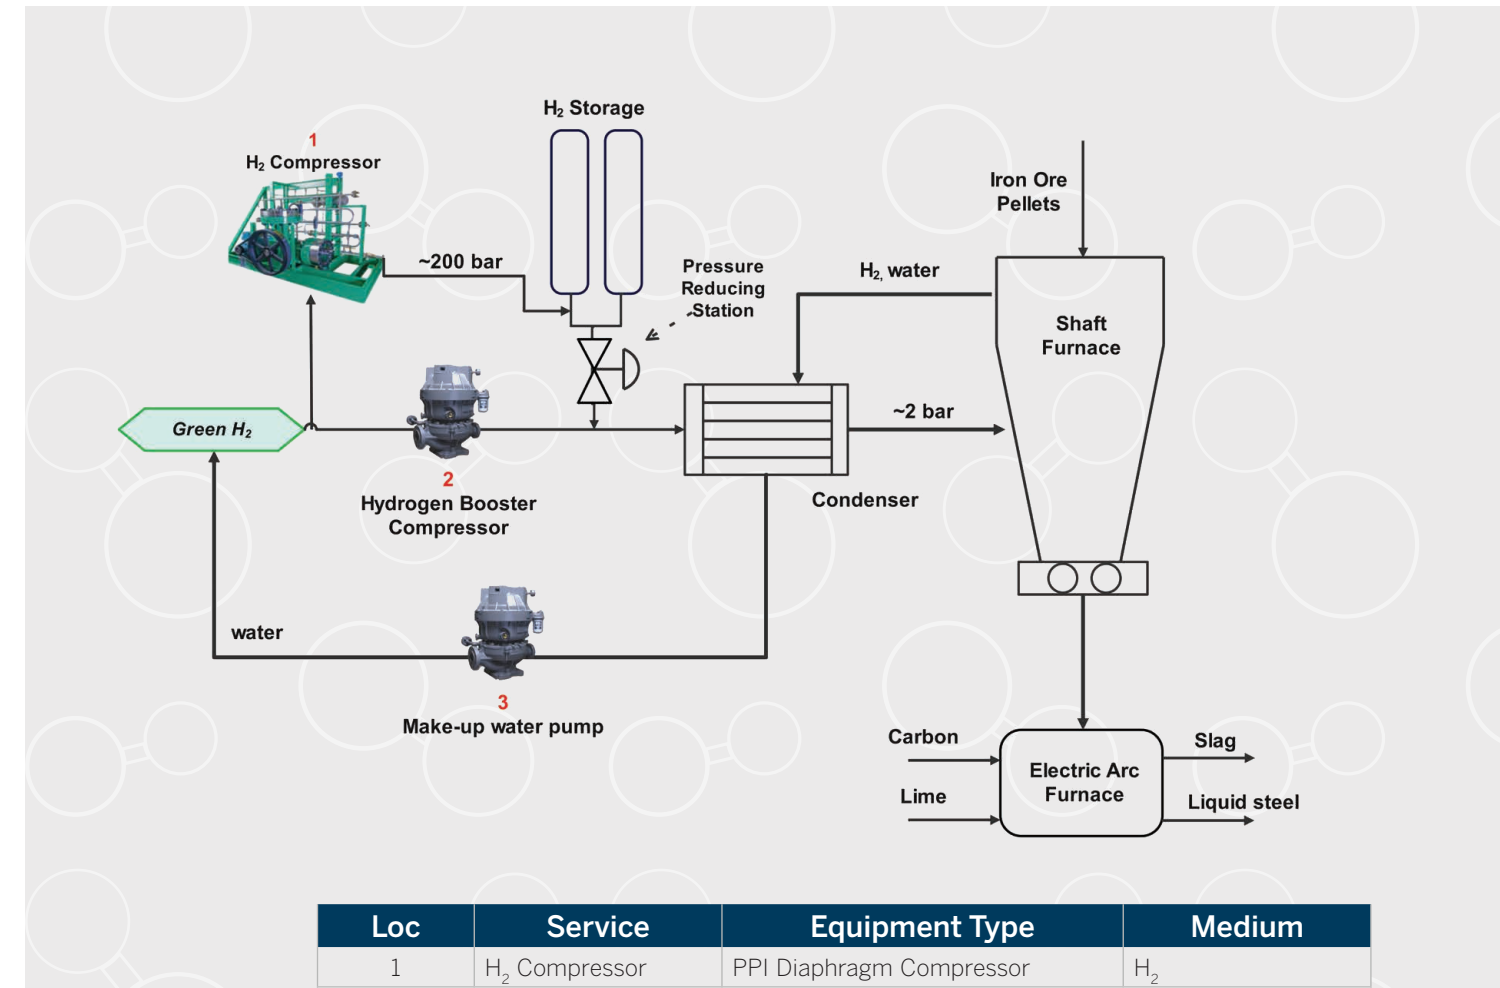 H₂ Storage
1
H₂ Compressor
~200 bar
Pressure
Reducing
Station
Iron Ore
Pellets
H₂, water
Shaft
Furnace
Green H₂
~2 bar
2
Hydrogen Booster
Compressor
Condenser
water
3
Make-up water pump
Carbon
Lime
Electric Arc
Furnace
Slag
Liquid steel
Loc Service Equipment Type Medium
1 H₂ Compressor PPI Diaphragm Compressor H₂